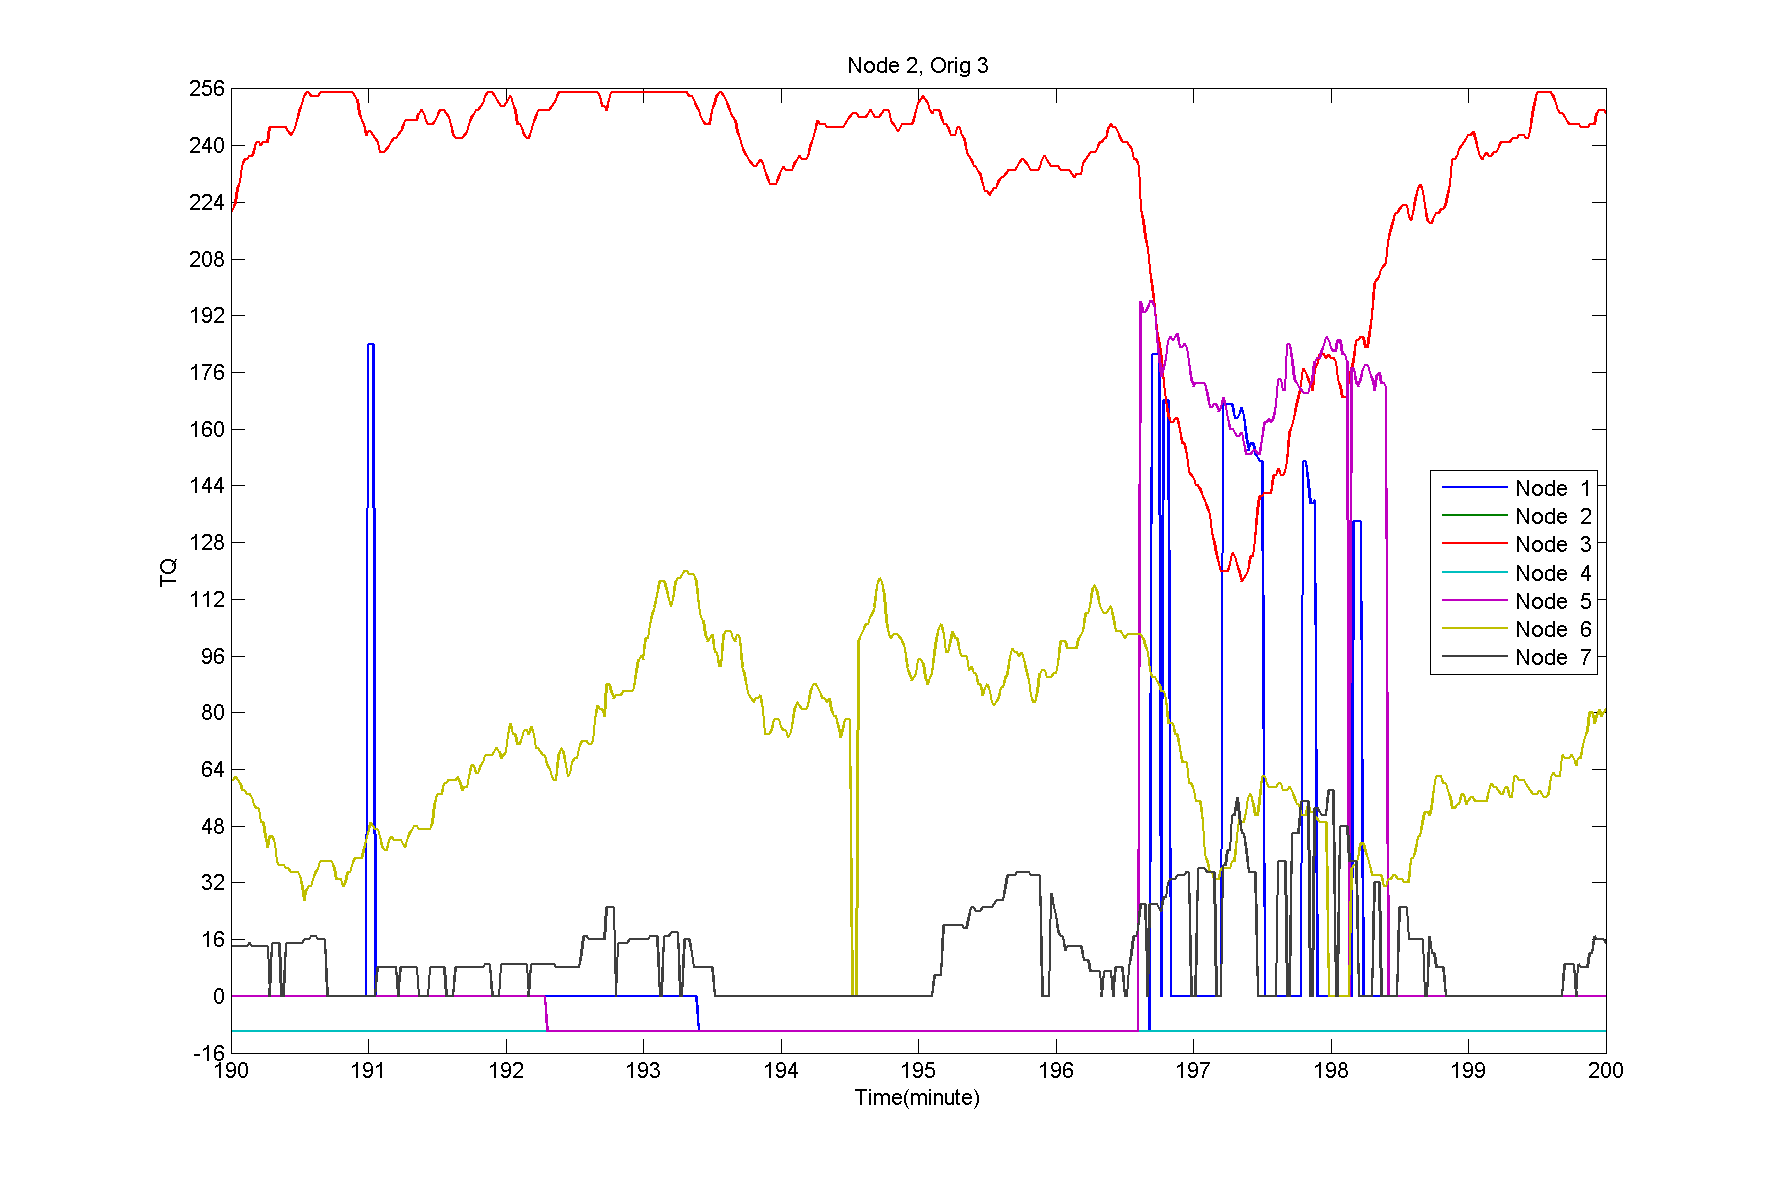 Node 2, Orig 3
256
240
224
208
192
176
160
144
128
112
96
80
64
48
32
16
0
-16
TQ
Node 1
Node 2
Node 3
Node 4
Node 5
Node 6
Node 7
190 191 192 193 194 195 196 197 198 199 200
Time(minute)